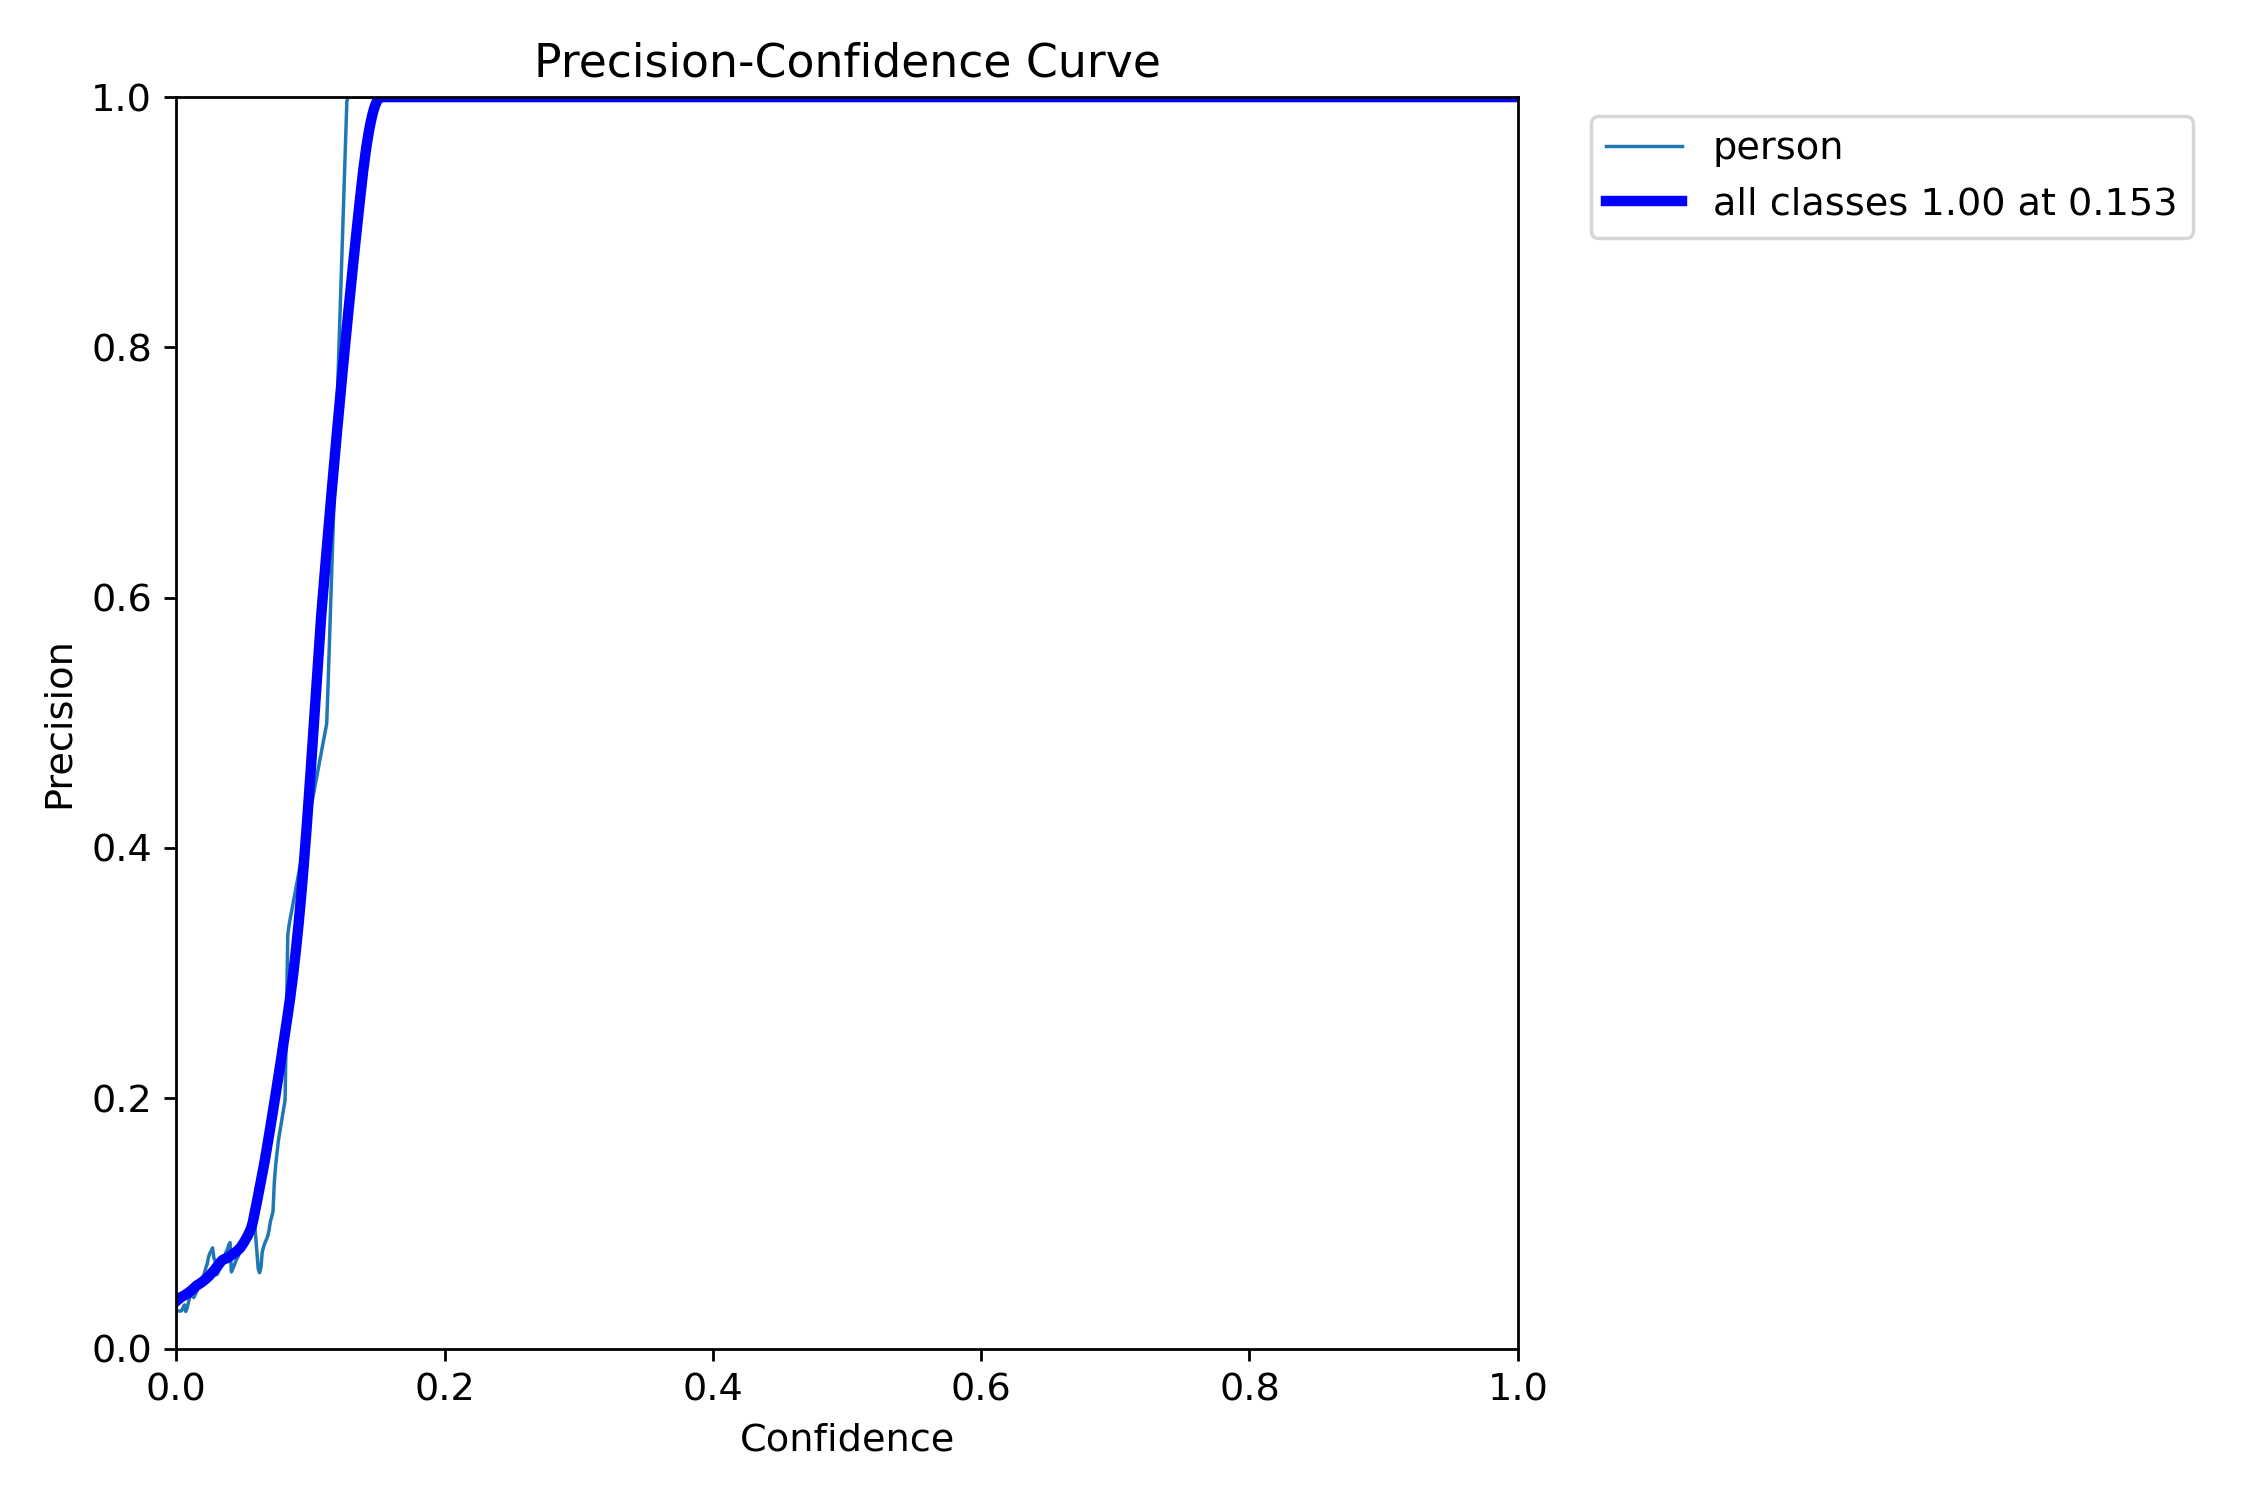 Precision-Confidence Curve
person
all classes 1.00 at 0.153
1.0
0.8
0.6
0.4
0.2
0.0
Precision
0.0 0.2 0.4 0.6 0.8 1.0
Confidence